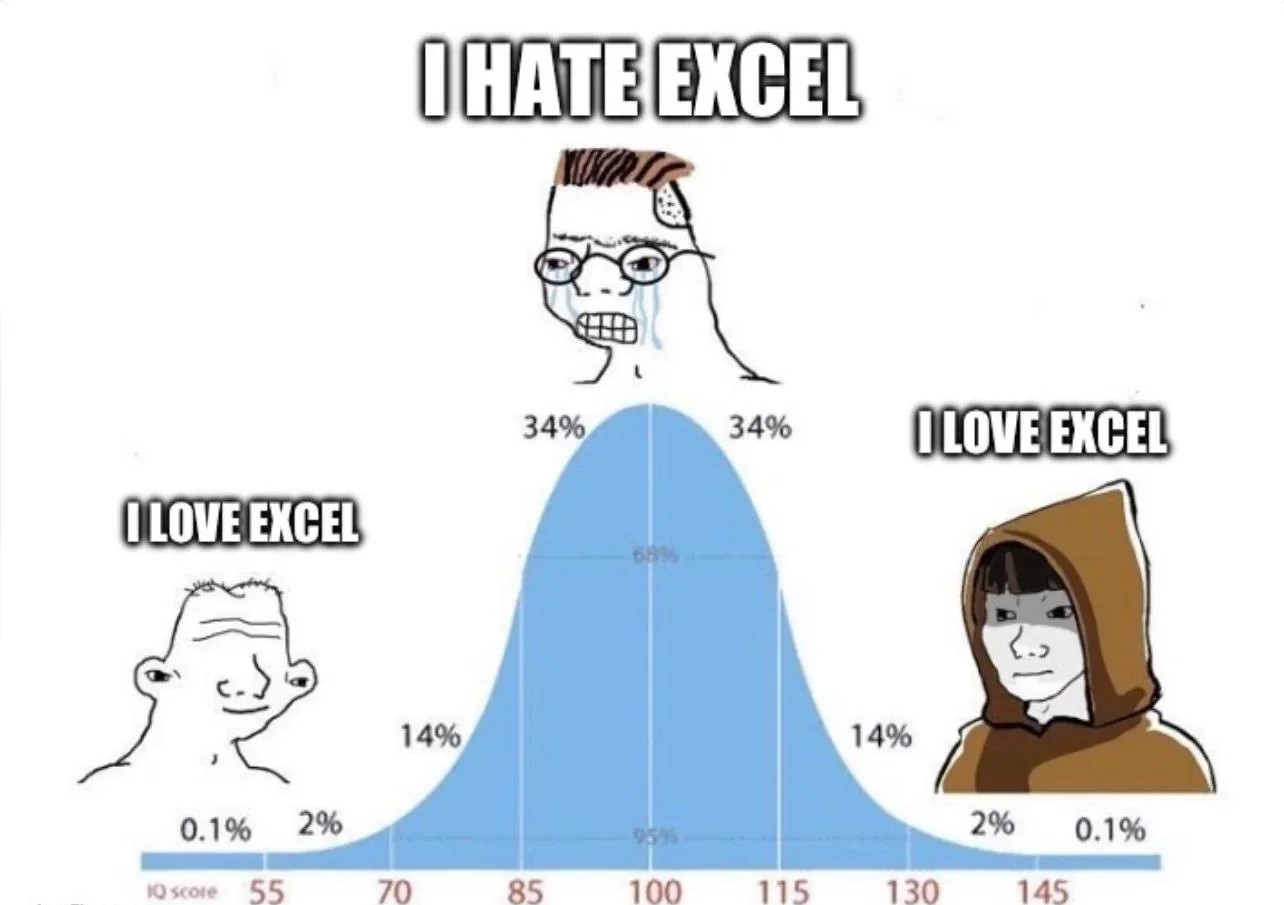 I HATE EXCEL
34% 34%
I LOVE EXCEL
I LOVE EXCEL
68%
14% 14%
0.1% 2% 2% 0.1%
95%
IQ score 55 70 85 100 115 130 145